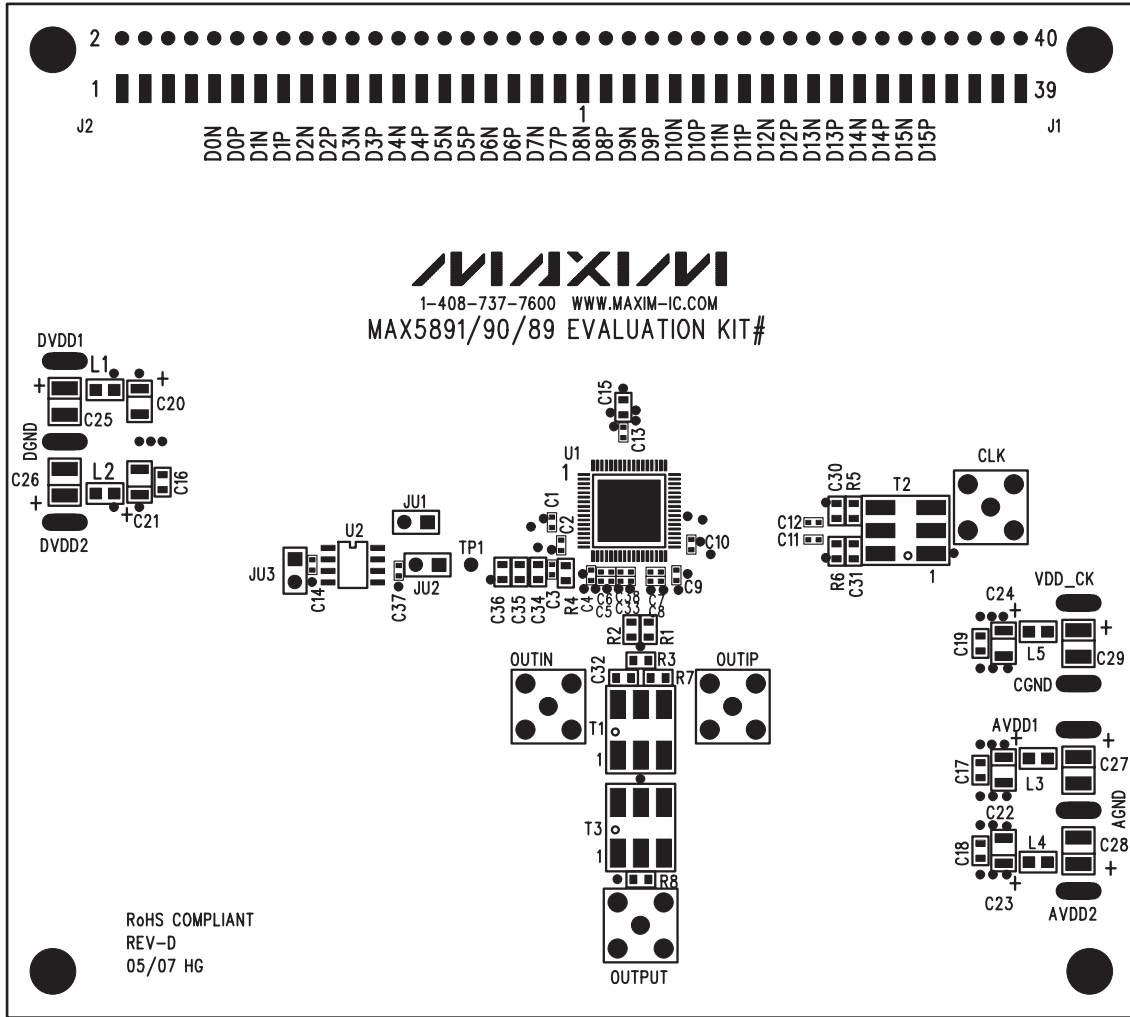 2
40
1
39
1
J2
J1
D0N
D0P
D1N
D1P
D2N
D2P
D3N
D3P
D4N
D4P
D5N
D5P
D6N
D6P
D7N
D7P
D8N
D8P
D9N
D9P
D10N
D10P
D11N
D11P
D12N
D12P
D13N
D13P
D14N
D14P
D15N
D15P
MAXIM
1-408-737-7600 WWW.MAXIM-IC.COM
MAX5891/90/89 EVALUATION KIT#
DVDD1
L1
+
+
C20
C25
DGND
L2
C26
C16
+
+
C21
DVDD2
C15
C13
U1
1
CLK
C30
R5
T2
C1
C2
C10
C12
C11
JU1
U2
TP1
JU2
JU3
C14
C37
C36
C35
C34
C3
R4
C4
C6
C5
C38
C33
C7
C8
C9
R6
C31
1
VDD_CK
C24
+
+
C19
L5
C29
CGND
R2
R1
R3
C32
R7
OUTIN
OUTIP
T1
1
AVDD1
+
+
C17
L3
C27
C22
AGND
T3
1
C18
L4
C28
+
+
C23
AVDD2
R8
OUTPUT
RoHS COMPLIANT
REV-D
05/07 HG